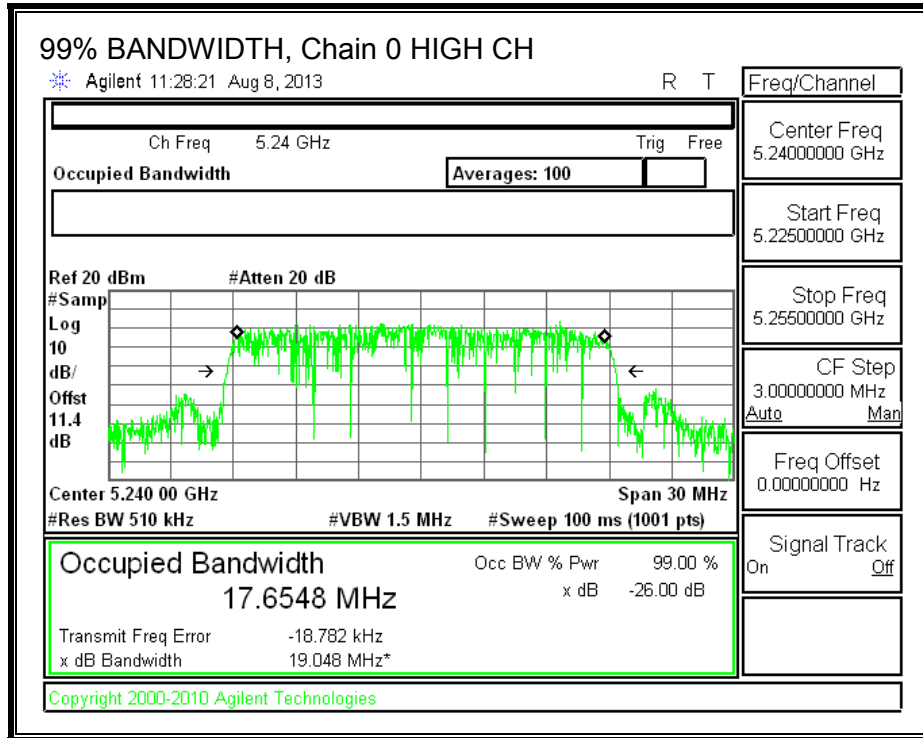 99% BANDWIDTH, Chain 0 HIGH CH
Agilent 11:28:21 Aug 8, 2013 R T
Freq/Channel
Ch Freq 5.24 GHz Trig Free
Occupied Bandwidth Averages: 100
Ref 20 dBm #Atten 20 dB
#Samp
Log
10
dB/
Offst
11.4
dB
Center 5.240 00 GHz Span 30 MHz
#Res BW 510 kHz #VBW 1.5 MHz #Sweep 100 ms (1001 pts)
Occupied Bandwidth Occ BW % Pwr 99.00 %
17.6548 MHz x dB -26.00 dB
Transmit Freq Error -18.782 kHz
x dB Bandwidth 19.048 MHz*
Copyright 2000-2010 Agilent Technologies
Center Freq
5.24000000 GHz
Start Freq
5.22500000 GHz
Stop Freq
5.25500000 GHz
CF Step
3.00000000 MHz
Auto Man
Freq Offset
0.00000000 Hz
Signal Track
On Off